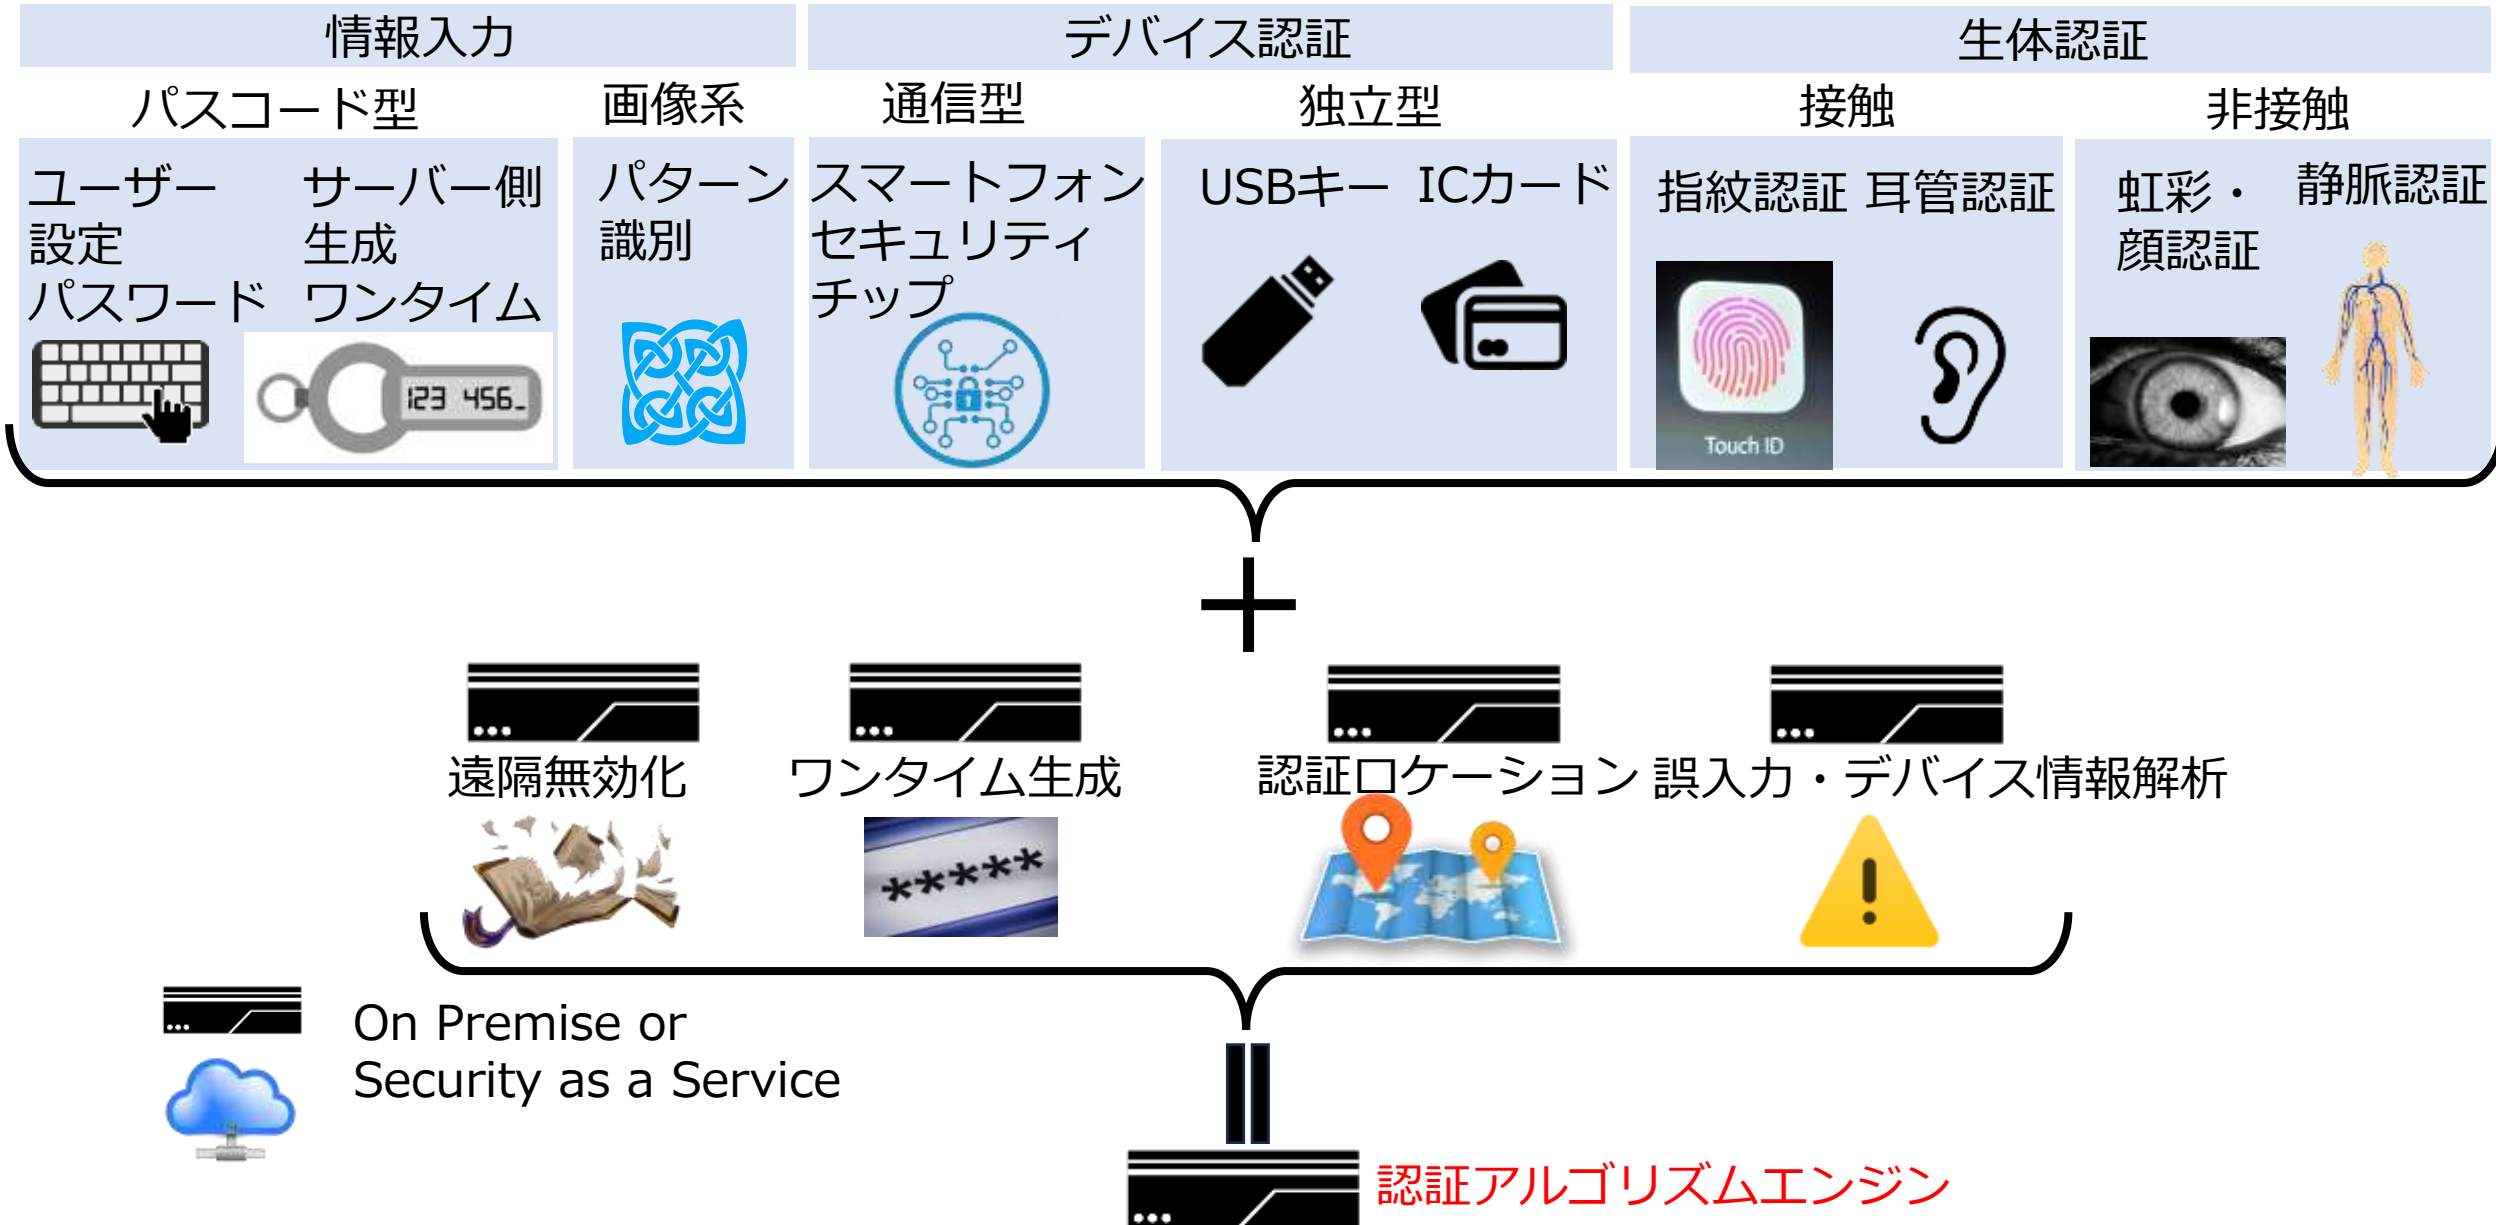 情報入力
デバイス認証
生体認証
パスコード型
画像系
通信型
独立型
接触
非接触
ユーザー
設定
パスワード
サーバー側
生成
ワンタイム
パターン
識別
スマートフォン
セキュリティ
チップ
USBキー
ICカード
指紋認証
耳管認証
虹彩・
顔認証
静脈認証
123 456_
Touch ID
＋
遠隔無効化
ワンタイム生成
認証ロケーション
誤入力・デバイス情報解析
*****
On Premise or
Security as a Service
認証アルゴリズムエンジン